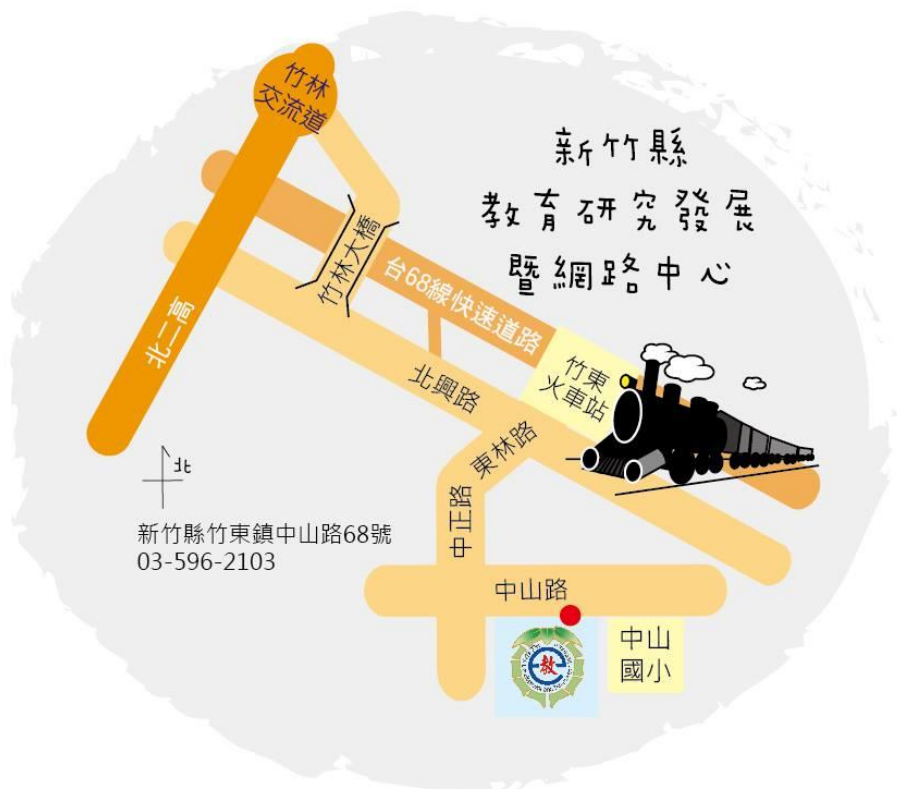 竹林
交流道
新竹縣
教育研究發展
暨網路中心
竹林大橋
台68線快速道路
北二高
竹東
火車站
北興路
東林路
北
中正路
新竹縣竹東鎮中山路68號
03-596-2103
中山路
中山
國小
教